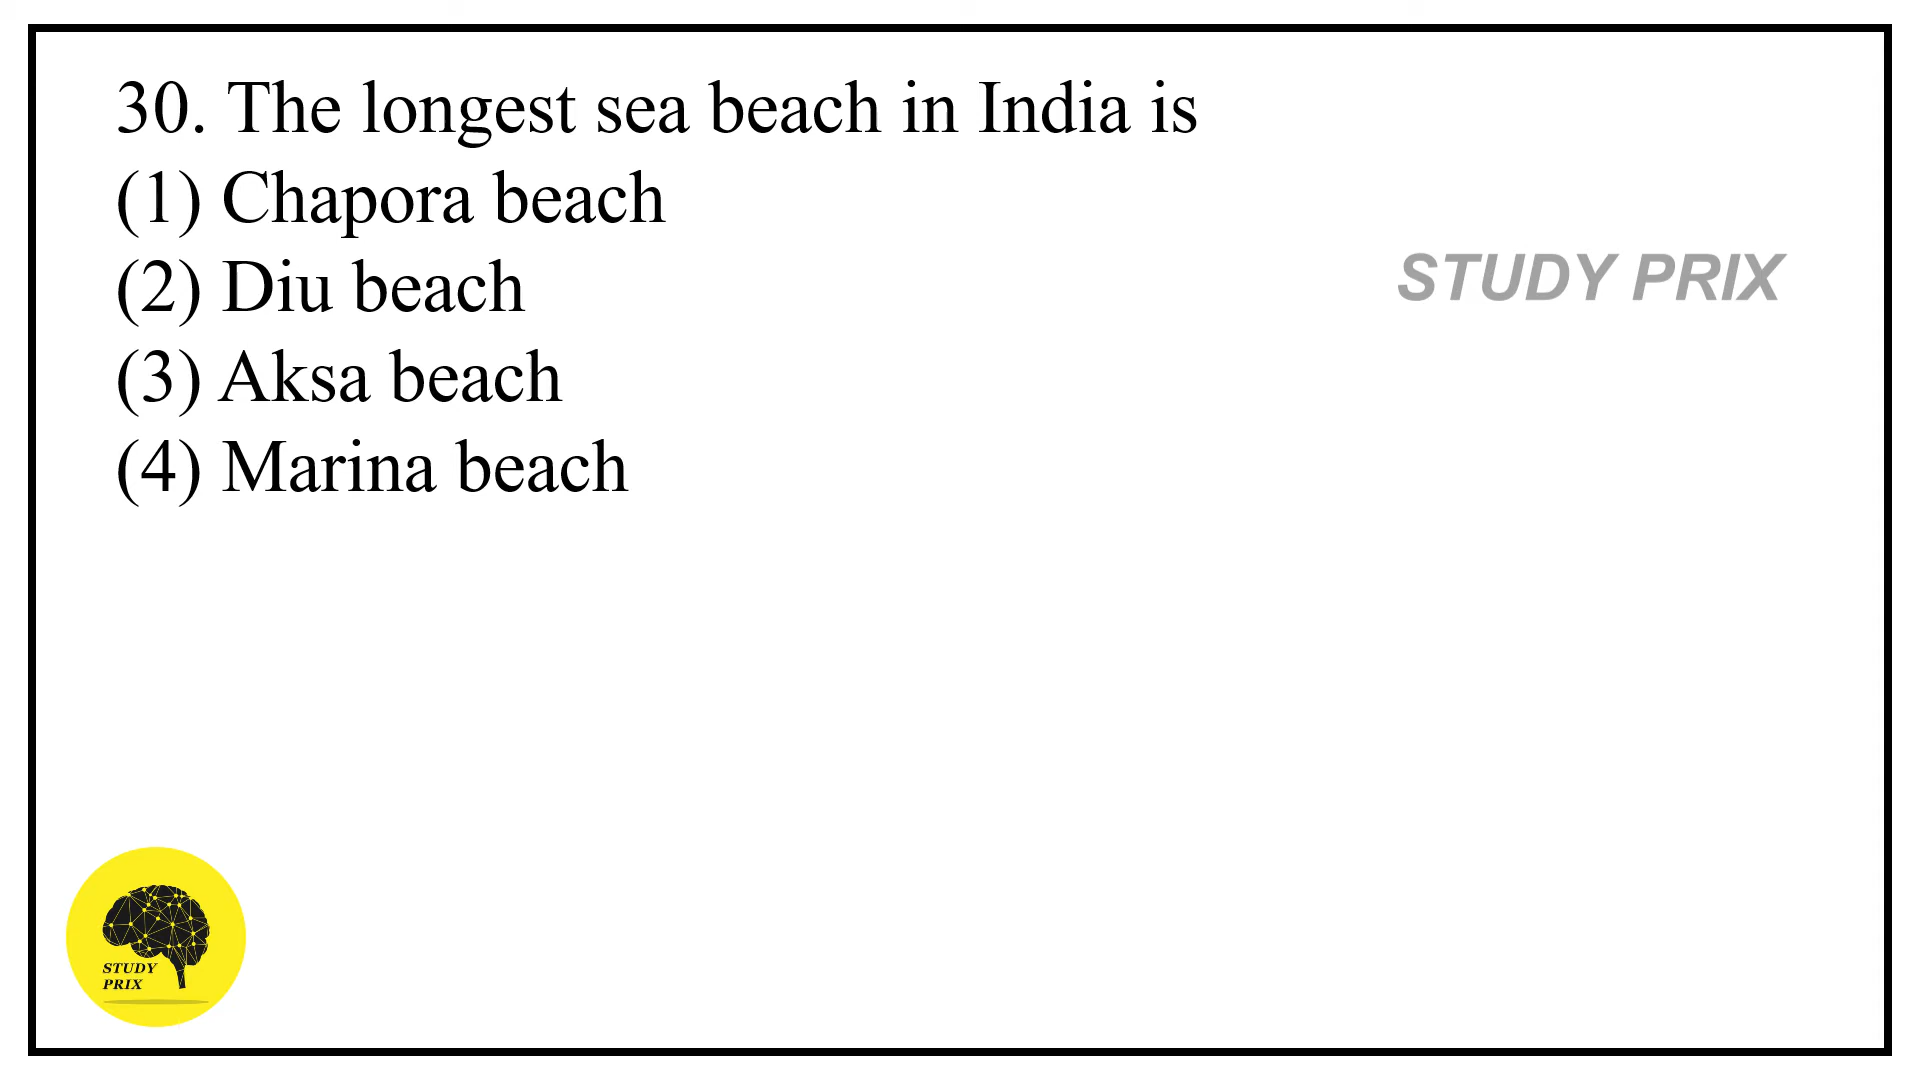 30. The longest sea beach in India is
(1) Chapora beach
(2) Diu beach
STUDY PRIX
(3) Aksa beach
(4) Marina beach
STUDY
PRIX